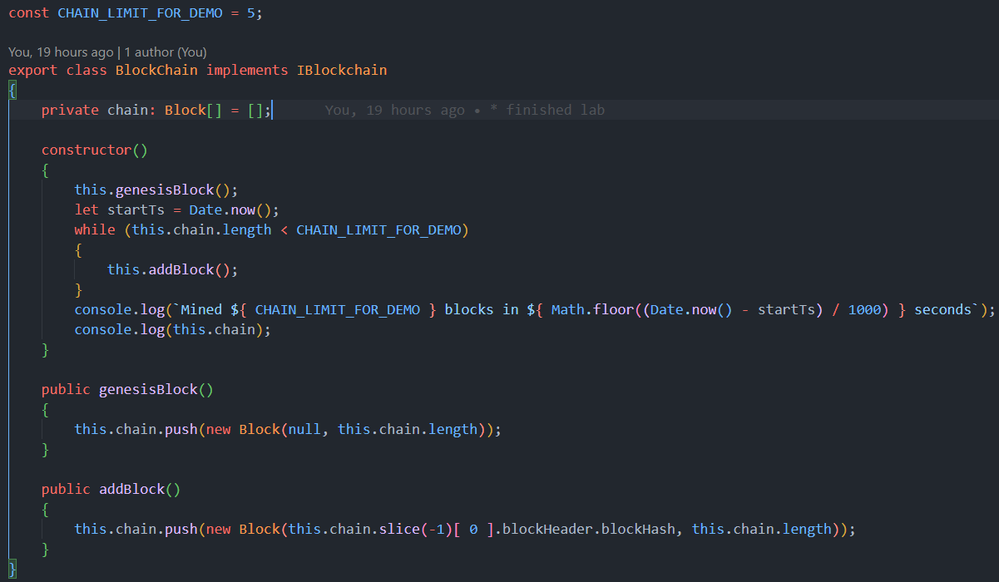 const CHAIN_LIMIT_FOR_DEMO = 5;
You, 19 hours ago | 1 author (You)
export class BlockChain implements IBlockchain
{
    private chain: Block[] = [];    You, 19 hours ago • * finished lab
    constructor()
    {
        this.genesisBlock();
        let startTs = Date.now();
        while (this.chain.length < CHAIN_LIMIT_FOR_DEMO)
        {
            this.addBlock();
        }
        console.log(`Mined ${ CHAIN_LIMIT_FOR_DEMO } blocks in ${ Math.floor((Date.now() - startTs) / 1000) } seconds`);
        console.log(this.chain);
    }
    public genesisBlock()
    {
        this.chain.push(new Block(null, this.chain.length));
    }
    public addBlock()
    {
        this.chain.push(new Block(this.chain.slice(-1)[ 0 ].blockHeader.blockHash, this.chain.length));
    }
}